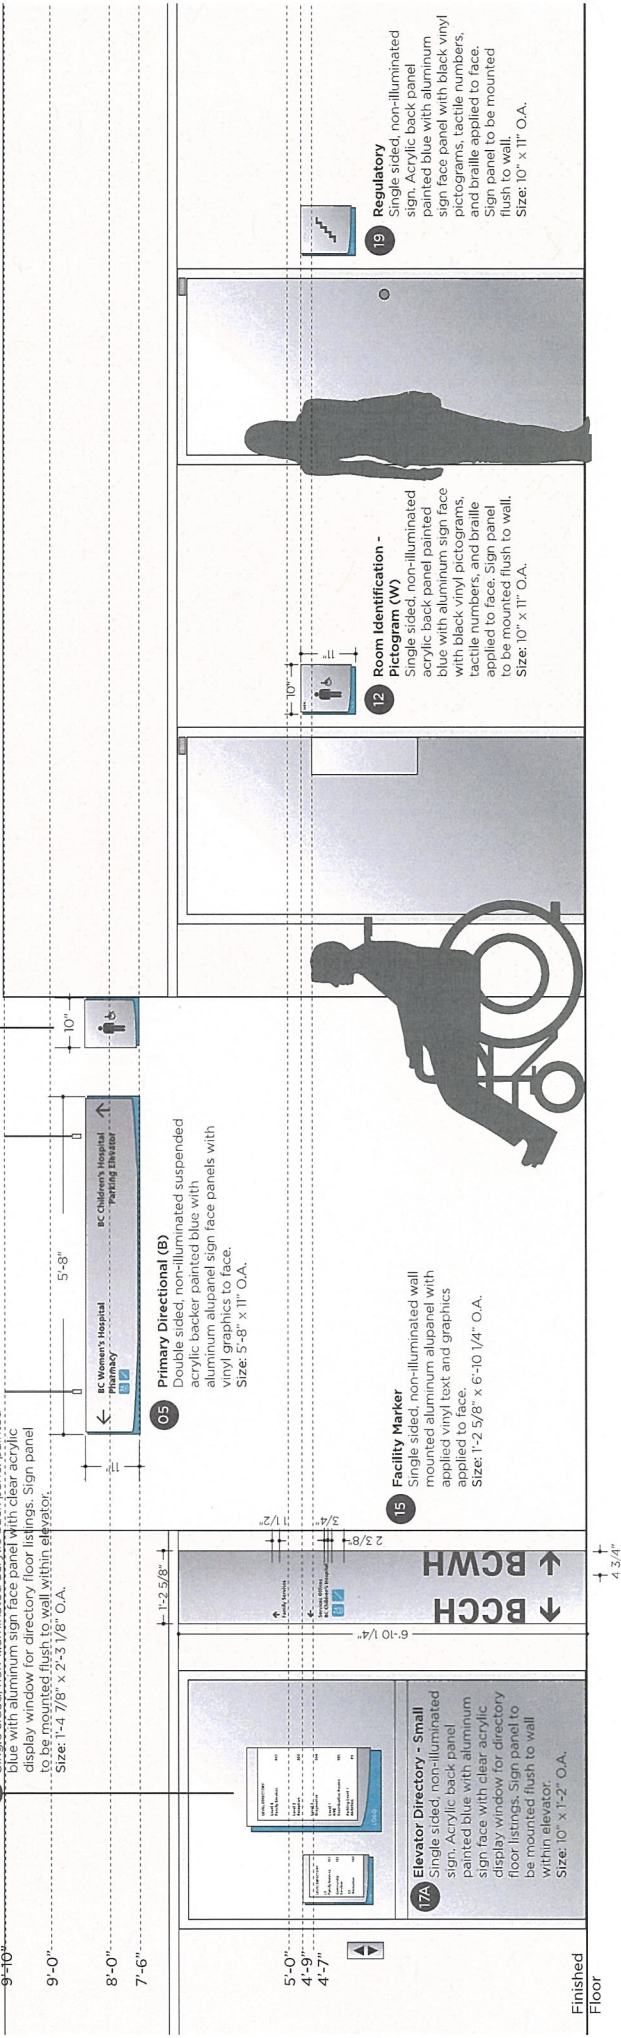 blue with aluminum sign face panel with clear acrylic
display window for directory floor listings. Sign panel
to be mounted flush to wall within elevator.
Size: 1'-4 7/8" x 2'-3 1/8" O.A.
9'-10"
9'-0"
8'-0"
7'-6"
5'-0"
4'-9"
4'-7"
Finished
Floor
17A Elevator Directory - Small
Single sided, non-illuminated
sign. Acrylic back panel
painted blue with aluminum
sign face with clear acrylic
display window for directory
floor listings. Sign panel to
be mounted flush to wall
within elevator.
Size: 10" x 1'-2" O.A.
LOGO
1'-2 5/8"
6'-10 1/4"
1 1/2"
3/4"
2 3/8"
4 3/4"
Family Services
Services Offices
BC Children's Hospital
BCCH
BCWH
15 Facility Marker
Single sided, non-illuminated wall
mounted aluminum alupanel with
applied vinyl text and graphics
applied to face.
Size: 1'-2 5/8" x 6'-10 1/4" O.A.
5'-8"
11"
BC Women's Hospital
Pharmacy
BC Children's Hospital
Parking Elevator
10"
05 Primary Directional (B)
Double sided, non-illuminated suspended
acrylic backer painted blue with
aluminum alupanel sign face panels with
vinyl graphics to face.
Size: 5'-8" x 11" O.A.
10"
11"
12 Room Identification -
Pictogram (W)
Single sided, non-illuminated
acrylic back panel painted
blue with aluminum sign face
with black vinyl pictograms,
tactile numbers, and braille
applied to face. Sign panel
to be mounted flush to wall.
Size: 10" x 11" O.A.
19 Regulatory
Single sided, non-illuminated
sign. Acrylic back panel
painted blue with aluminum
sign face panel with black vinyl
pictograms, tactile numbers,
and braille applied to face.
Sign panel to be mounted
flush to wall.
Size: 10" x 11" O.A.